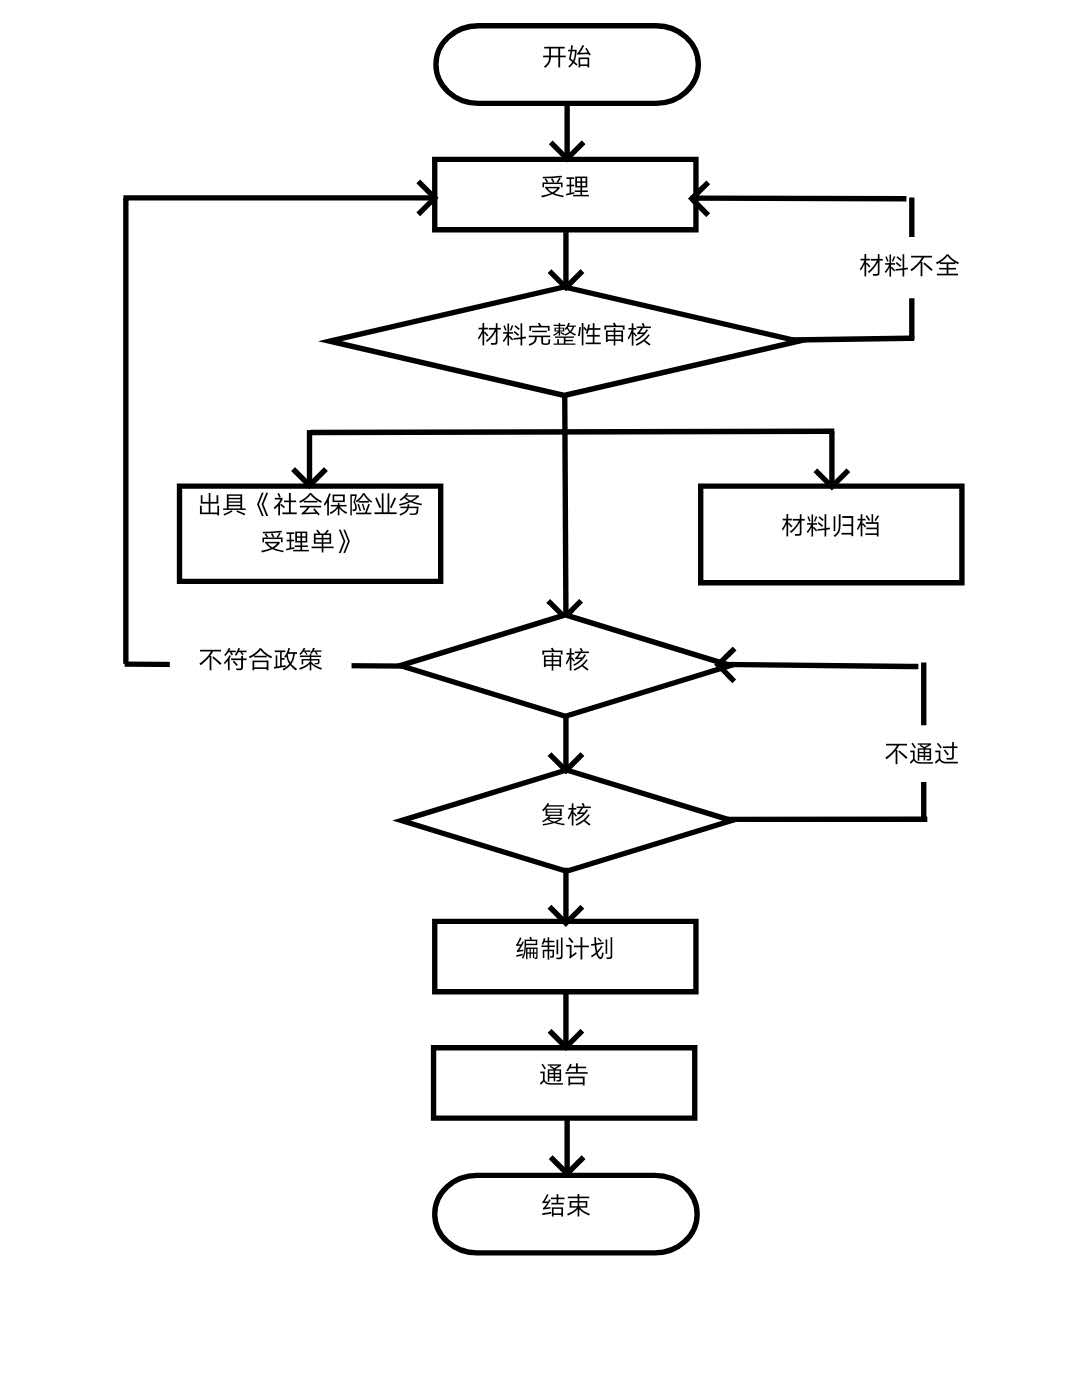 开始
受理
材料不全
材料完整性审核
出具《社会保险业务
受理单》
材料归档
不符合政策
审核
不通过
复核
编制计划
通告
结束